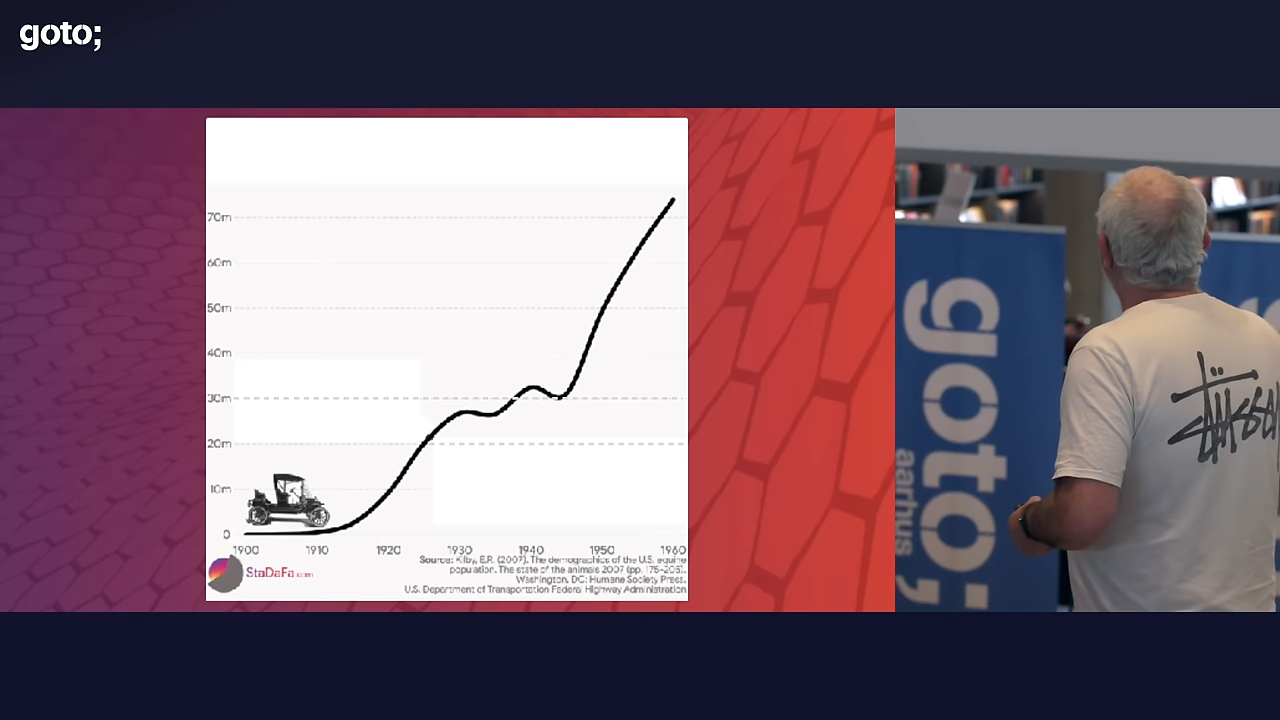 goto;
70m
60m
50m
40m
30m
20m
10m
0
1900 1910 1920 1930 1940 1950 1960
StaDaFa.com
Source: Kilby, E.R. (2007). The demographics of the U.S. equine
population. The state of the animals 2007 (pp. 175-205).
Washington, DC: Humane Society Press.
U.S. Department of Transportation Federal Highway Administration
goto;
aarhus